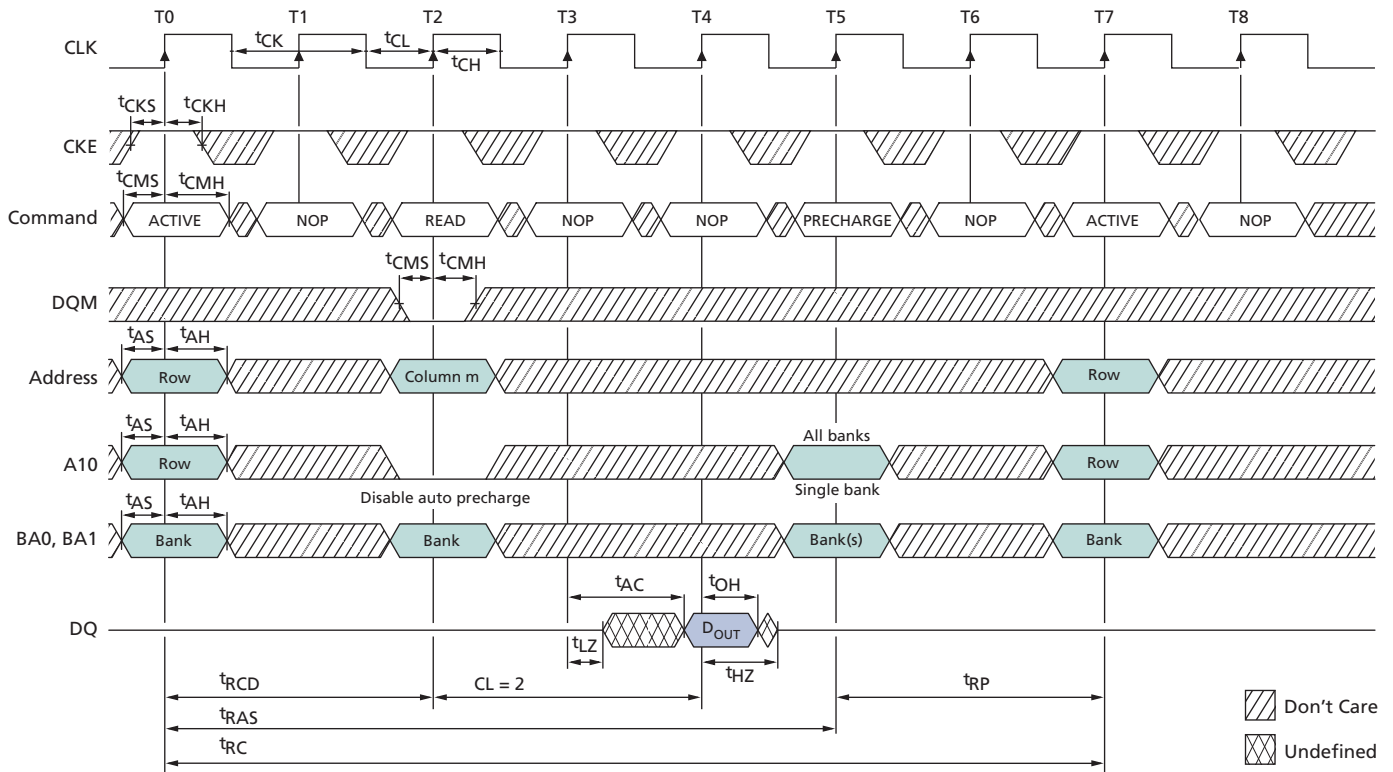 T0 T1 T2 T3 T4 T5 T6 T7 T8
CLK
tCK tCL
tCH
tCKS tCKH
CKE
tCMS tCMH
Command ACTIVE NOP READ NOP NOP PRECHARGE NOP ACTIVE NOP
tCMS tCMH
DQM
tAS tAH
Address Row Column m Row
tAS tAH
All banks
A10 Row Row
Disable auto precharge Single bank
tAS tAH
BA0, BA1 Bank Bank Bank(s) Bank
tAC tOH
DQ DOUT
tLZ tHZ
tRCD CL = 2 tRP
tRAS
tRC
Don't Care
Undefined